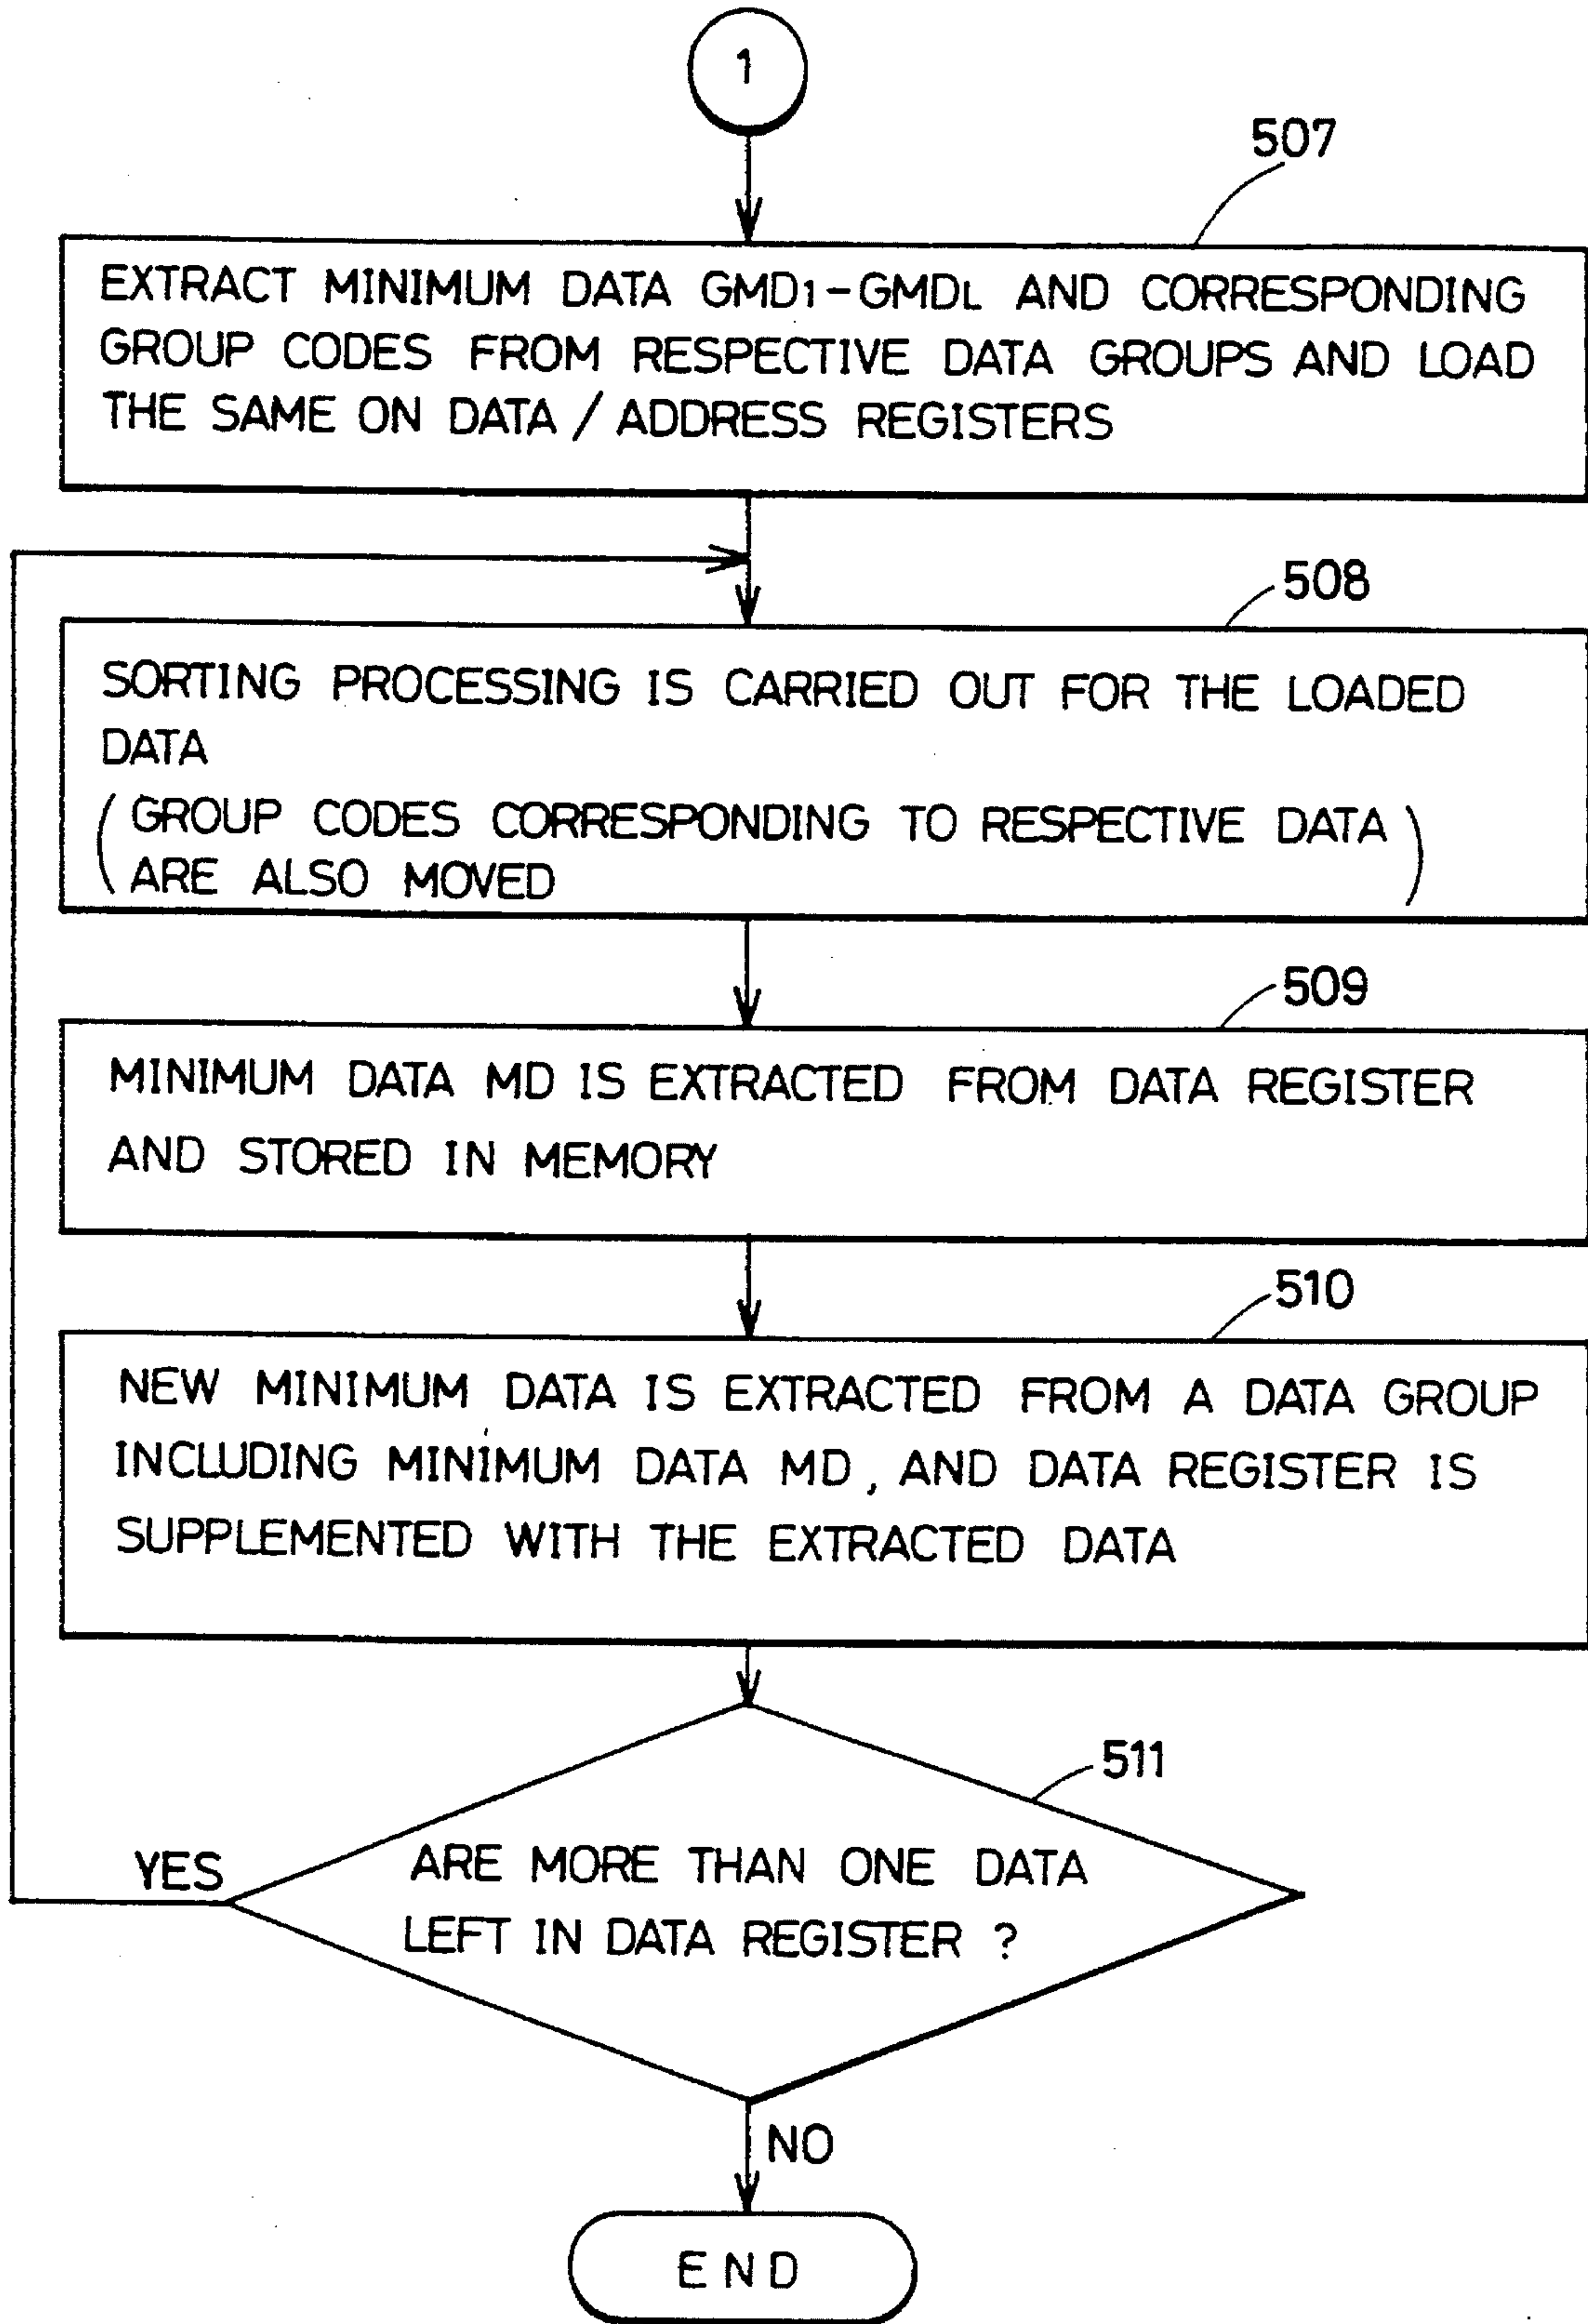 1
507
EXTRACT MINIMUM DATA GMD1-GMDL AND CORRESPONDING
GROUP CODES FROM RESPECTIVE DATA GROUPS AND LOAD
THE SAME ON DATA / ADDRESS REGISTERS
508
SORTING PROCESSING IS CARRIED OUT FOR THE LOADED
DATA
(GROUP CODES CORRESPONDING TO RESPECTIVE DATA
ARE ALSO MOVED)
509
MINIMUM DATA MD IS EXTRACTED FROM DATA REGISTER
AND STORED IN MEMORY
510
NEW MINIMUM DATA IS EXTRACTED FROM A DATA GROUP
INCLUDING MINIMUM DATA MD, AND DATA REGISTER IS
SUPPLEMENTED WITH THE EXTRACTED DATA
511
YES
ARE MORE THAN ONE DATA
LEFT IN DATA REGISTER ?
NO
END